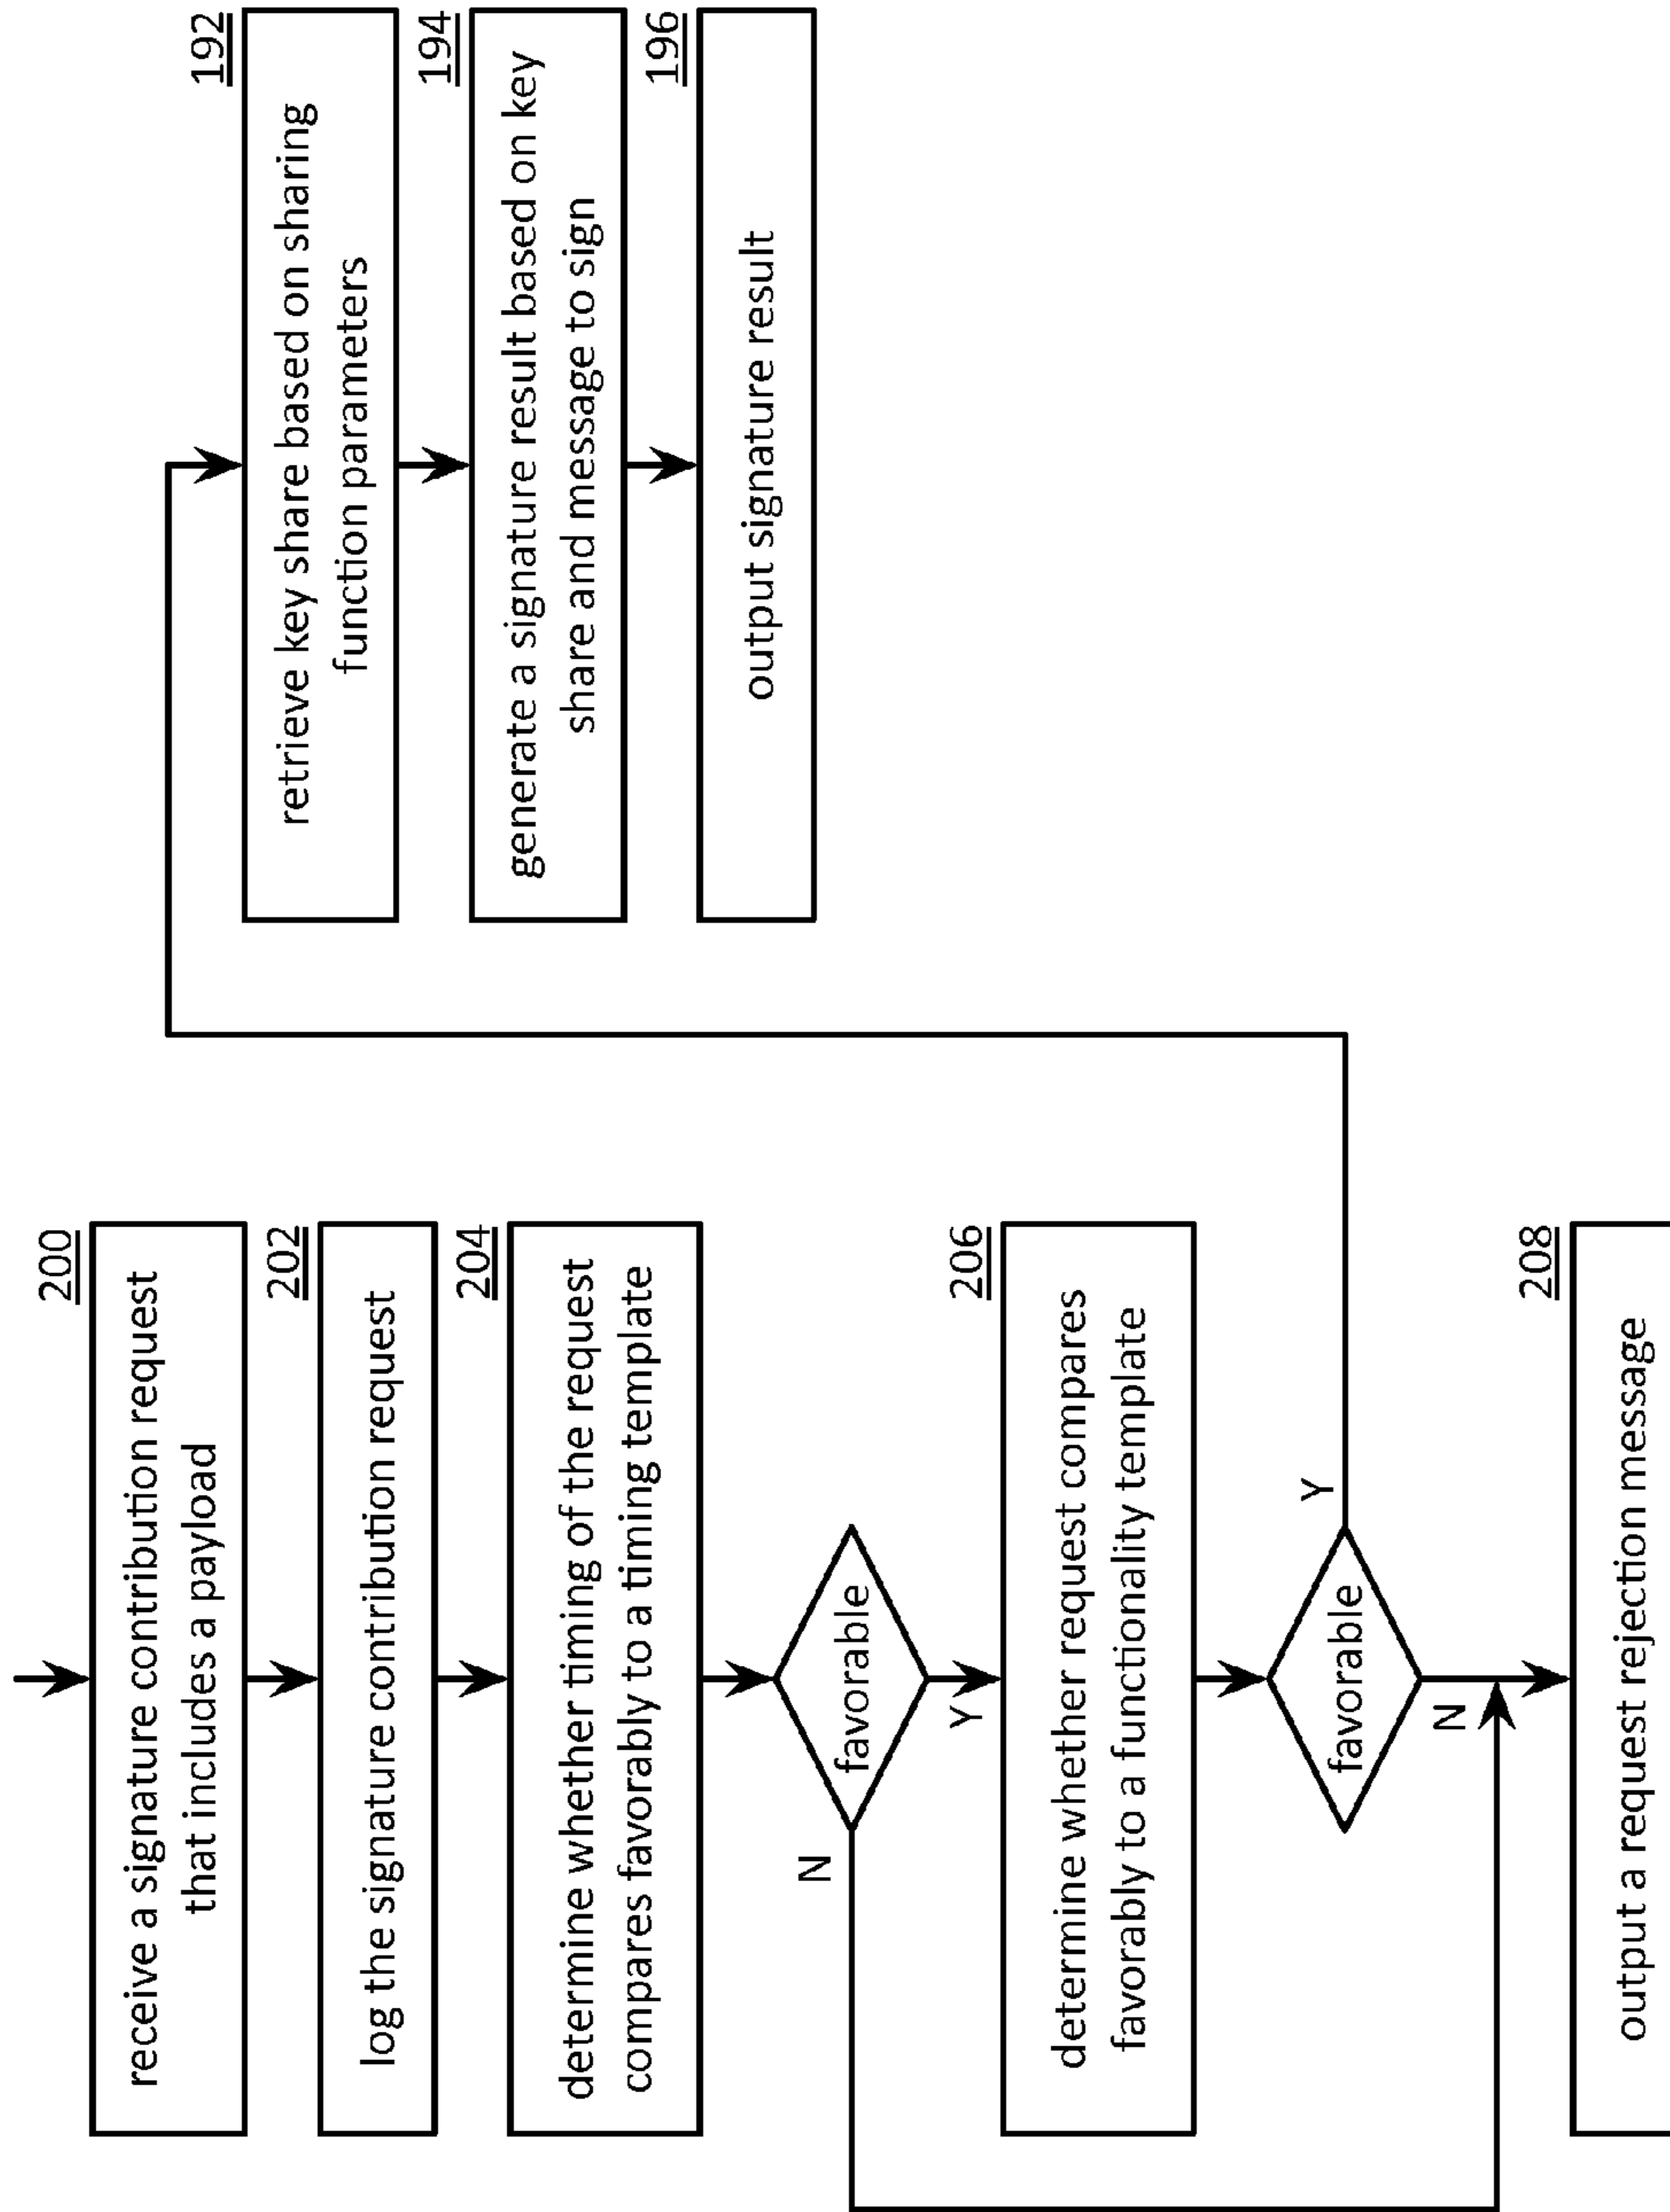 200
receive a signature contribution request
that includes a payload
202
log the signature contribution request
204
determine whether timing of the request
compares favorably to a timing template
favorable
N
Y
206
determine whether request compares
favorably to a functionality template
favorable
Y
N
208
output a request rejection message
192
retrieve key share based on sharing
function parameters
194
generate a signature result based on key
share and message to sign
196
output signature result